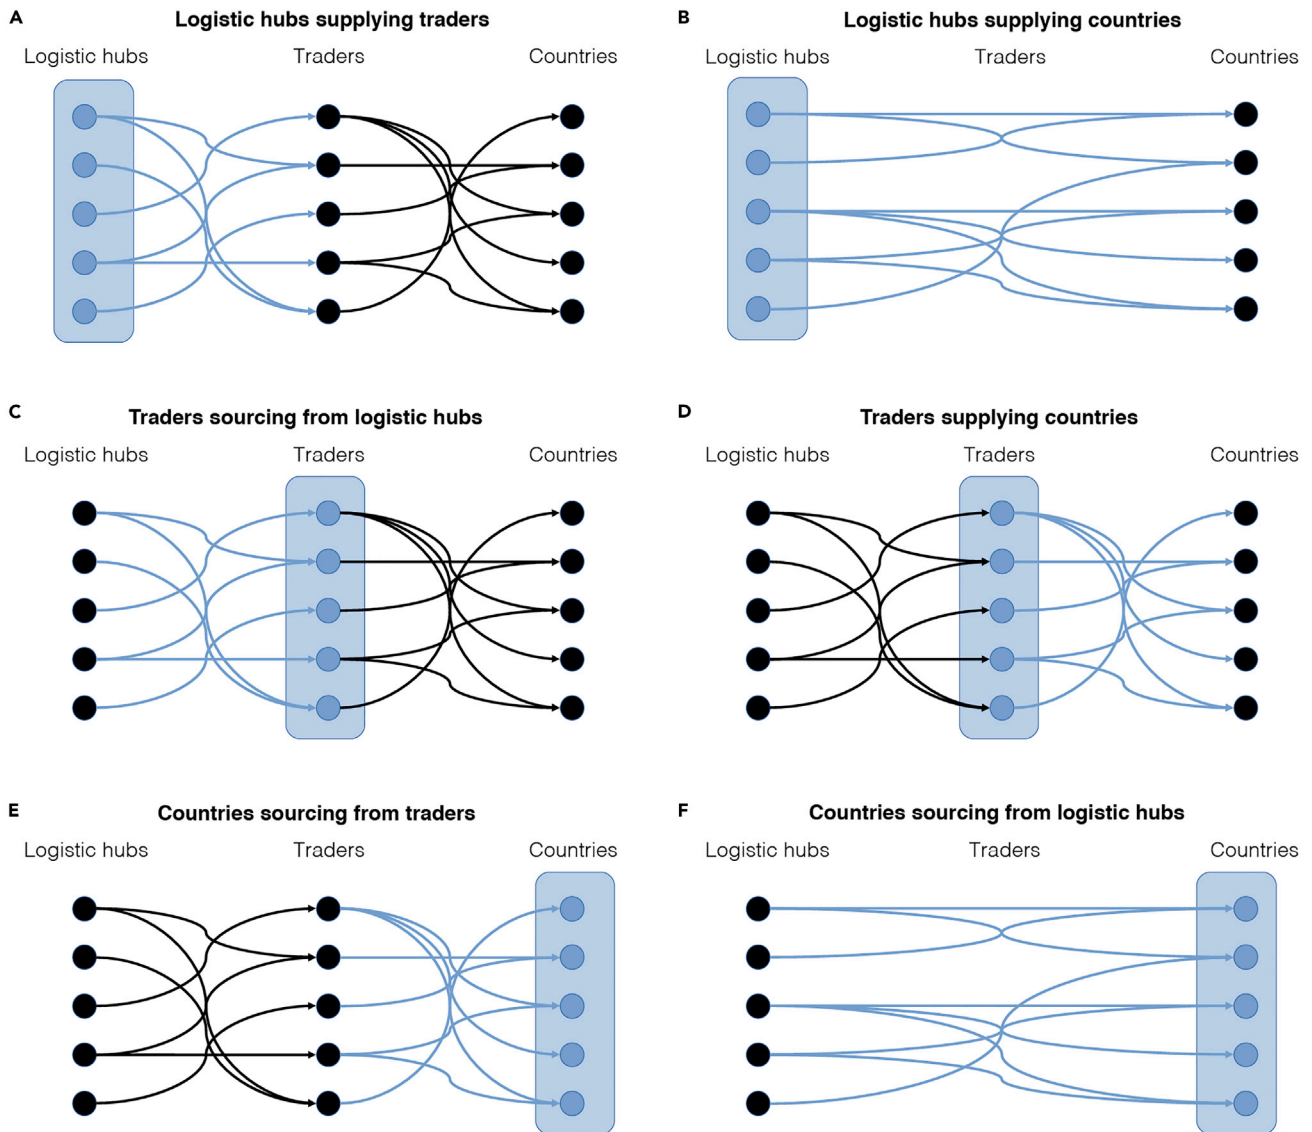 A
Logistic hubs supplying traders
Logistic hubs Traders Countries
B
Logistic hubs supplying countries
Logistic hubs Traders Countries
C
Traders sourcing from logistic hubs
Logistic hubs Traders Countries
D
Traders supplying countries
Logistic hubs Traders Countries
E
Countries sourcing from traders
Logistic hubs Traders Countries
F
Countries sourcing from logistic hubs
Logistic hubs Traders Countries